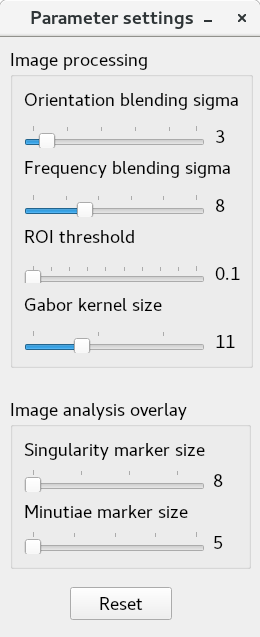 Parameter settings
Image processing
Orientation blending sigma
3
Frequency blending sigma
8
ROI threshold
0.1
Gabor kernel size
11
Image analysis overlay
Singularity marker size
8
Minutiae marker size
5
Reset